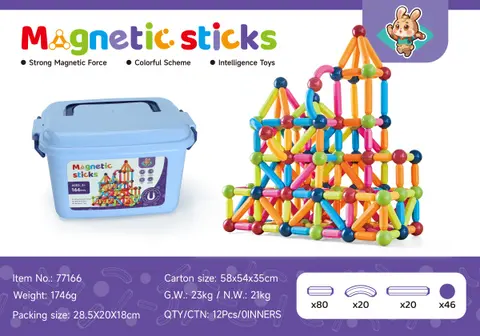 Magnetic sticks
Strong Magnetic Force
Colorful Scheme
Intelligence Toys
Magnetic
sticks
Item No.: 77166
Weight: 1746g
Packing size: 28.5X20X18cm
Carton size: 58x54x35cm
G.W.: 23kg / N.W.: 21kg
QTY/CTN: 12Pcs/0INNERS
x80
x20
x20
x46